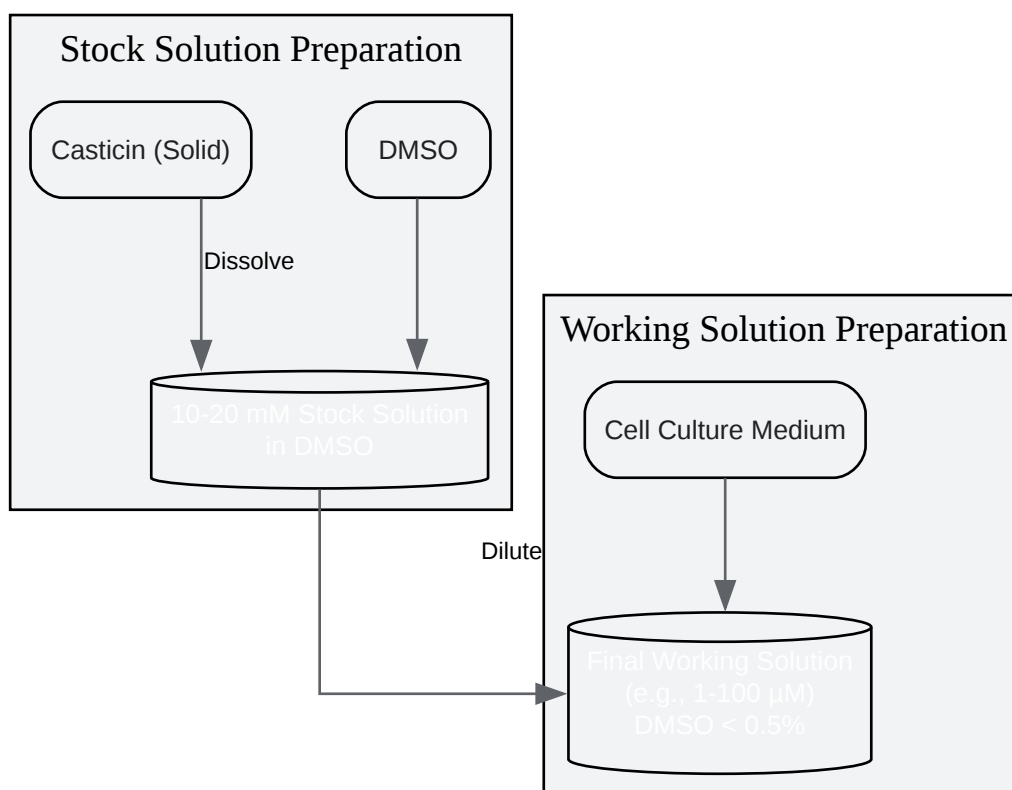 Stock Solution Preparation
Casticin (Solid)
DMSO
Dissolve
10-20 mM Stock Solution
in DMSO
Working Solution Preparation
Cell Culture Medium
Dilute
Final Working Solution
(e.g., 1-100 µM)
DMSO < 0.5%